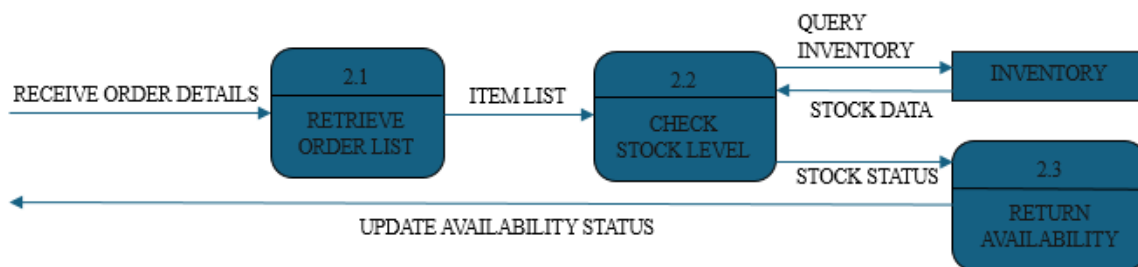 RECEIVE ORDER DETAILS
2.1
RETRIEVE
ORDER LIST
ITEM LIST
2.2
CHECK
STOCK LEVEL
QUERY
INVENTORY
INVENTORY
STOCK DATA
STOCK STATUS
2.3
RETURN
AVAILABILITY
UPDATE AVAILABILITY STATUS